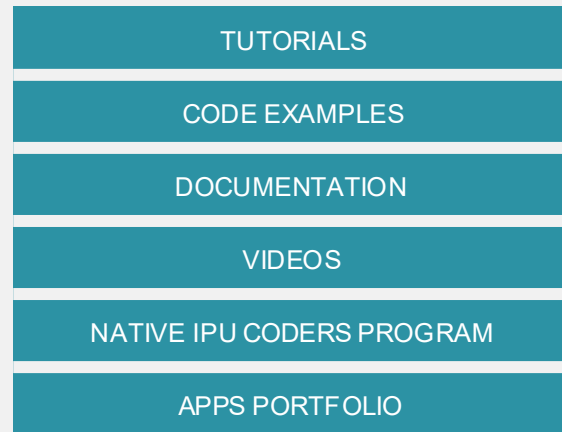 TUTORIALS
CODE EXAMPLES
DOCUMENTATION
VIDEOS
NATIVE IPU CODERS PROGRAM
APPS PORTFOLIO